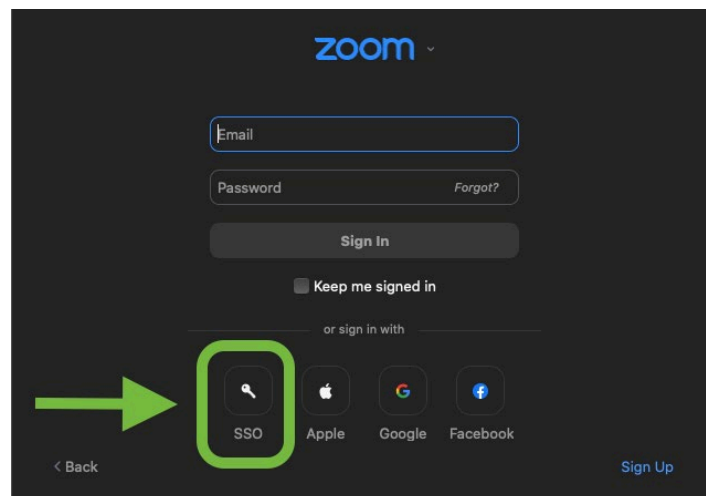 zoom
Email
Password Forgot?
Sign In
Keep me signed in
or sign in with
SSO Apple Google Facebook
< Back Sign Up